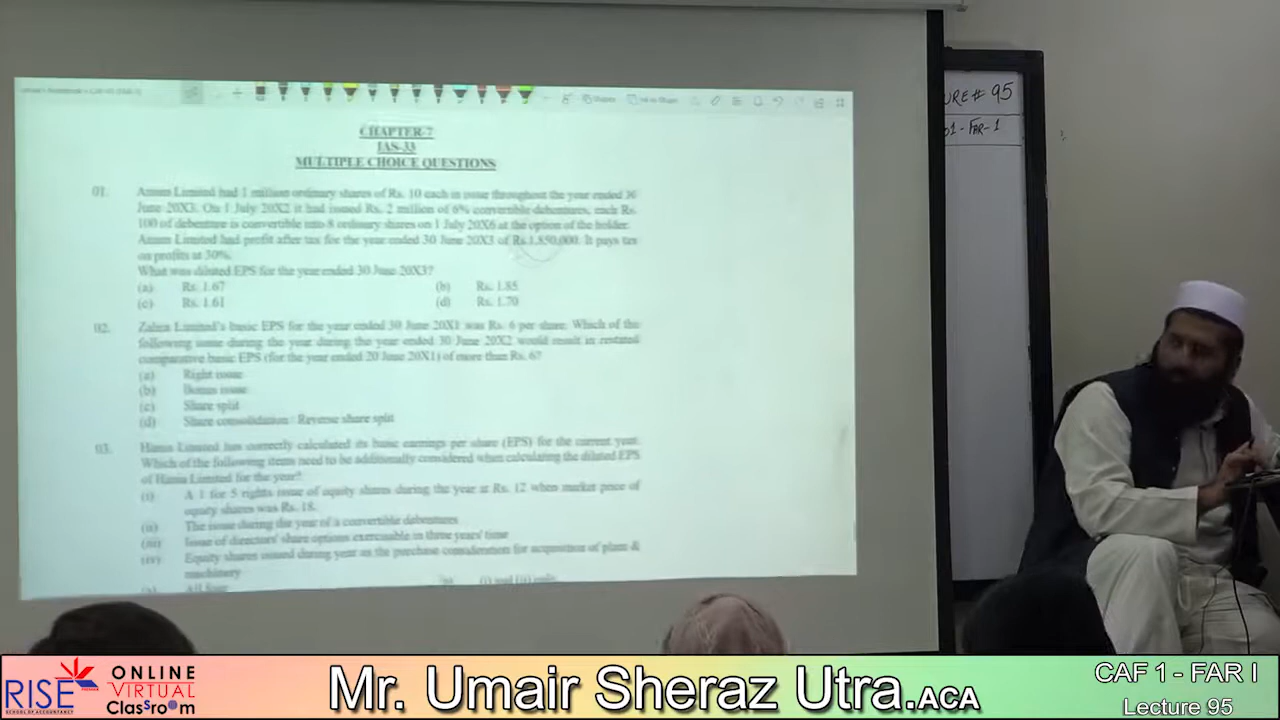 CHAPTER-7
IAS-33
MULTIPLE CHOICE QUESTIONS
01. Limited had 1 million ordinary shares of Rs. 10 each in issue throughout the year ended
June 20X3. On 1 July 20X2 it had issued Rs. 2 million of 6% convertible debentures, each Rs.
100 of debenture is convertible into 8 ordinary shares on 1 July 20X6 at the option of the holder.
Limited had profit after tax for the year ended 30 June 20X3 of Rs.1,850,000. It pays tax
on profits at 30%.
What was diluted EPS for the year ended 30 June 20X3?
(a) Rs. 1.67 (b) Rs. 1.85
(c) Rs. 1.61 (d) Rs. 1.70
02. Limited's basic EPS for the year ended 30 June 20X1 was Rs. 6 per share. Which of the
following issue during the year during the year ended 30 June 20X2 would result in restated
comparative basic EPS (for the year ended 20 June 20X1) of more than Rs. 6?
(a) Right issue
(b) Bonus issue
(c) Share split
(d) Share consolidation / Reverse share split
03. Hania Limited has correctly calculated its basic earnings per share (EPS) for the current year.
Which of the following items need to be additionally considered when calculating the diluted EPS
of Hania Limited for the year?
(i) A 1 for 5 rights issue of equity shares during the year at Rs. 12 when market price of
equity shares was Rs. 18.
(ii) The issue during the year of a convertible debentures
(iii) Issue of directors' share options exercisable in three years' time
(iv) Equity shares issued during year as the purchase consideration for acquisition of plant &
machinery
(a) All four (b) (i) and (ii) only
URE # 95
01 - FAR-1
RISE
SCHOOL OF ACCOUNTANCY
ONLINE
VIRTUAL
Classroom
Mr. Umair Sheraz Utra.ACA
CAF 1 - FAR I
Lecture 95